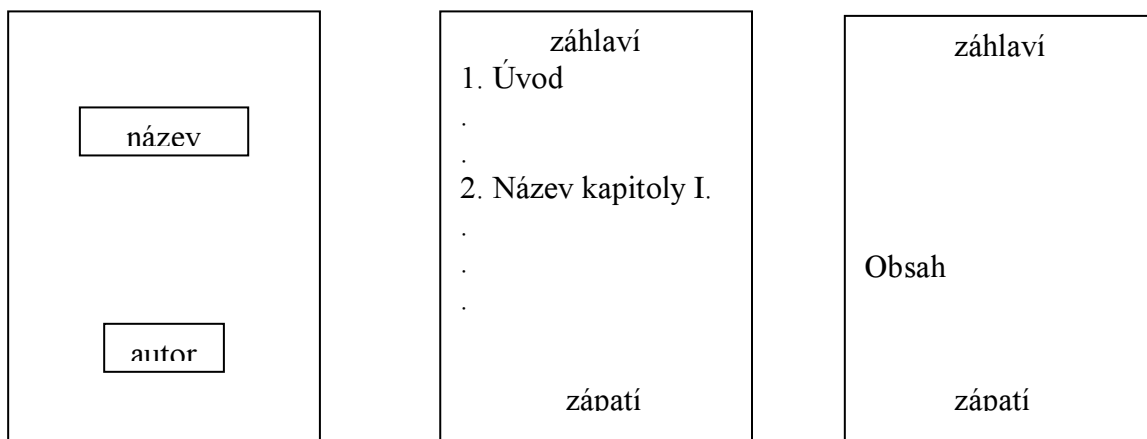 název
autor
záhlaví
1. Úvod
.
.
2. Název kapitoly I.
.
.
.
zápatí
záhlaví
Obsah
zápatí